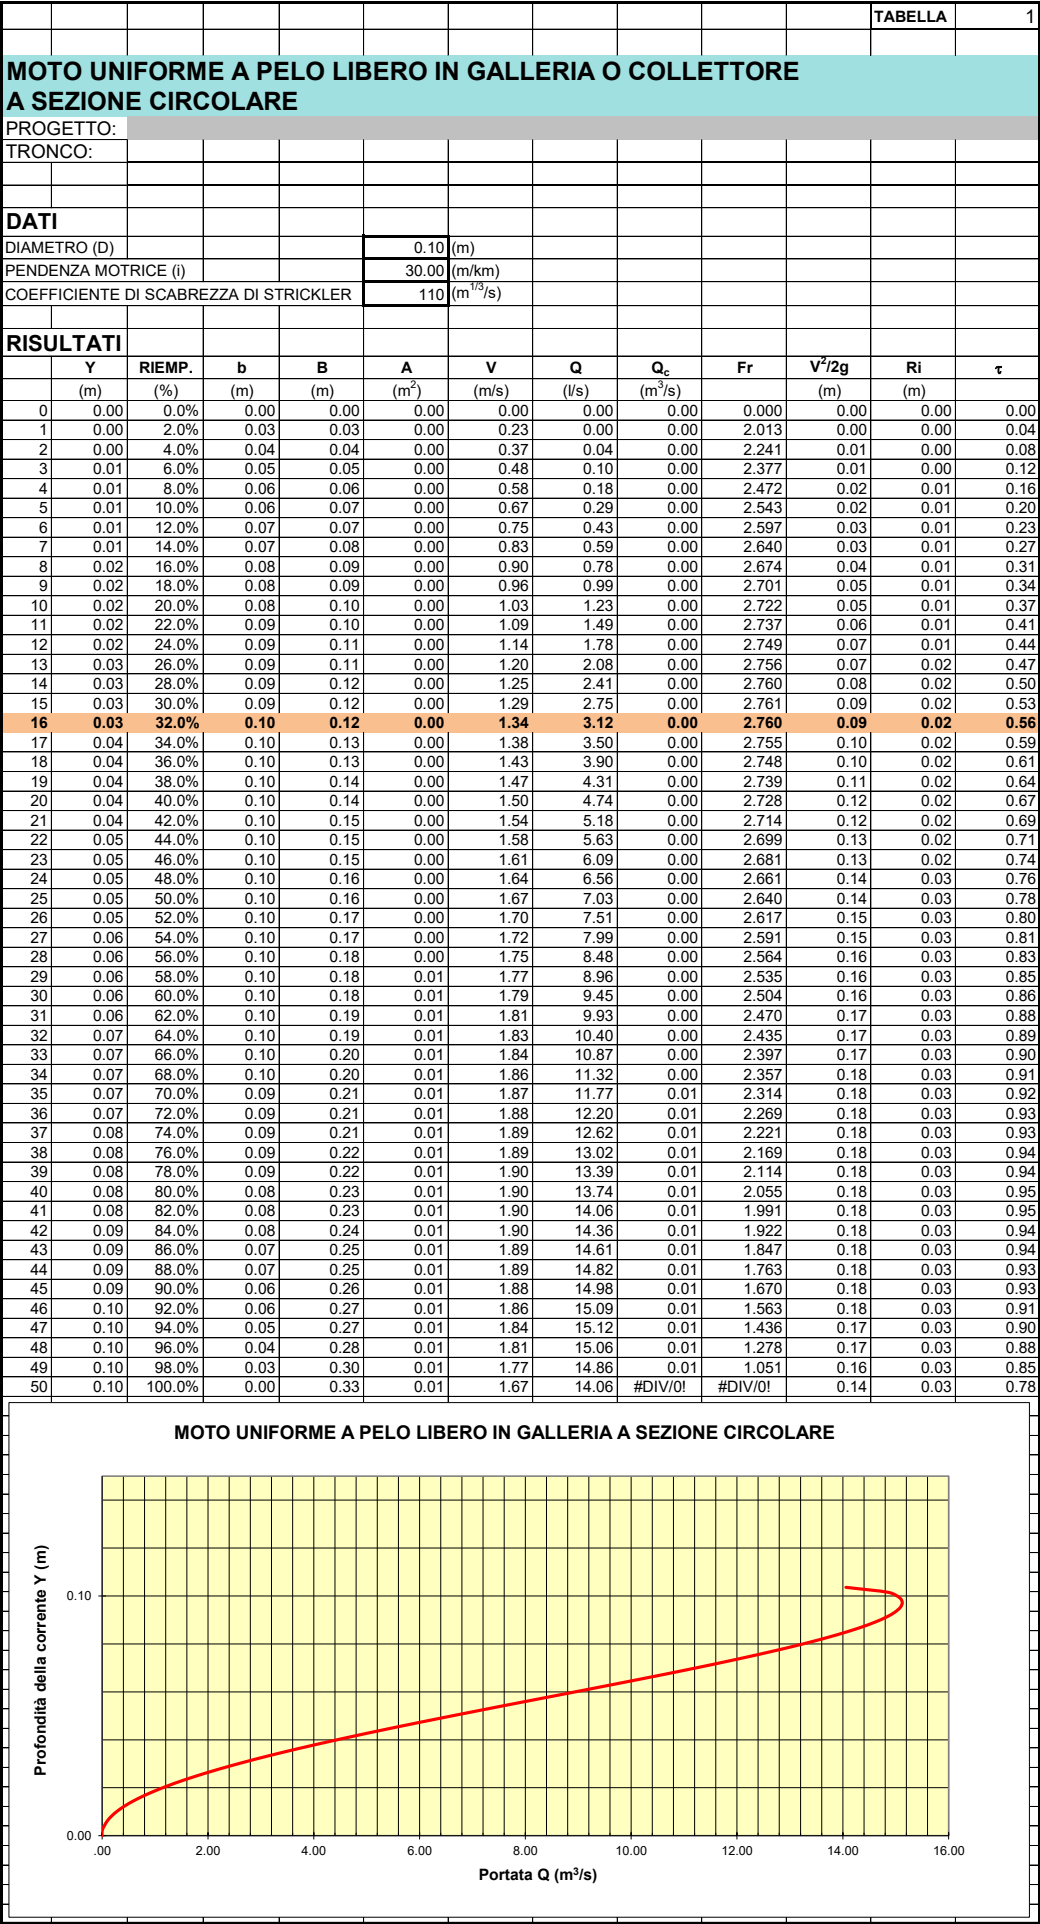 TABELLA 1
MOTO UNIFORME A PELO LIBERO IN GALLERIA O COLLETTORE
A SEZIONE CIRCOLARE
PROGETTO:
TRONCO:
DATI
DIAMETRO (D) 0.10 (m)
PENDENZA MOTRICE (i) 30.00 (m/km)
COEFFICIENTE DI SCABREZZA DI STRICKLER 110 (m^1/3/s)
RISULTATI
Y RIEMP. b B A V Q Qc Fr V²/2g Ri τ
(m) (%) (m) (m) (m²) (m/s) (l/s) (m³/s) (m) (m)
0 0.00 0.0% 0.00 0.00 0.00 0.00 0.00 0.00 0.000 0.00 0.00 0.00
1 0.00 2.0% 0.03 0.03 0.00 0.23 0.00 0.00 2.013 0.00 0.00 0.04
2 0.00 4.0% 0.04 0.04 0.00 0.37 0.04 0.00 2.241 0.01 0.00 0.08
3 0.01 6.0% 0.05 0.05 0.00 0.48 0.10 0.00 2.377 0.01 0.00 0.12
4 0.01 8.0% 0.06 0.06 0.00 0.58 0.18 0.00 2.472 0.02 0.01 0.16
5 0.01 10.0% 0.06 0.07 0.00 0.67 0.29 0.00 2.543 0.02 0.01 0.20
6 0.01 12.0% 0.07 0.07 0.00 0.75 0.43 0.00 2.597 0.03 0.01 0.23
7 0.01 14.0% 0.07 0.08 0.00 0.83 0.59 0.00 2.640 0.03 0.01 0.27
8 0.02 16.0% 0.08 0.09 0.00 0.90 0.78 0.00 2.674 0.04 0.01 0.31
9 0.02 18.0% 0.08 0.09 0.00 0.96 0.99 0.00 2.701 0.05 0.01 0.34
10 0.02 20.0% 0.08 0.10 0.00 1.03 1.23 0.00 2.722 0.05 0.01 0.37
11 0.02 22.0% 0.09 0.10 0.00 1.09 1.49 0.00 2.737 0.06 0.01 0.41
12 0.02 24.0% 0.09 0.11 0.00 1.14 1.78 0.00 2.749 0.07 0.01 0.44
13 0.03 26.0% 0.09 0.11 0.00 1.20 2.08 0.00 2.756 0.07 0.02 0.47
14 0.03 28.0% 0.09 0.12 0.00 1.25 2.41 0.00 2.760 0.08 0.02 0.50
15 0.03 30.0% 0.09 0.12 0.00 1.29 2.75 0.00 2.761 0.09 0.02 0.53
16 0.03 32.0% 0.10 0.12 0.00 1.34 3.12 0.00 2.760 0.09 0.02 0.56
17 0.04 34.0% 0.10 0.13 0.00 1.38 3.50 0.00 2.755 0.10 0.02 0.59
18 0.04 36.0% 0.10 0.13 0.00 1.43 3.90 0.00 2.748 0.10 0.02 0.61
19 0.04 38.0% 0.10 0.14 0.00 1.47 4.31 0.00 2.739 0.11 0.02 0.64
20 0.04 40.0% 0.10 0.14 0.00 1.50 4.74 0.00 2.728 0.12 0.02 0.67
21 0.04 42.0% 0.10 0.15 0.00 1.54 5.18 0.00 2.714 0.12 0.02 0.69
22 0.05 44.0% 0.10 0.15 0.00 1.58 5.63 0.00 2.699 0.13 0.02 0.71
23 0.05 46.0% 0.10 0.15 0.00 1.61 6.09 0.00 2.681 0.13 0.02 0.74
24 0.05 48.0% 0.10 0.16 0.00 1.64 6.56 0.00 2.661 0.14 0.03 0.76
25 0.05 50.0% 0.10 0.16 0.00 1.67 7.03 0.00 2.640 0.14 0.03 0.78
26 0.05 52.0% 0.10 0.17 0.00 1.70 7.51 0.00 2.617 0.15 0.03 0.80
27 0.06 54.0% 0.10 0.17 0.00 1.72 7.99 0.00 2.591 0.15 0.03 0.81
28 0.06 56.0% 0.10 0.18 0.00 1.75 8.48 0.00 2.564 0.16 0.03 0.83
29 0.06 58.0% 0.10 0.18 0.01 1.77 8.96 0.00 2.535 0.16 0.03 0.85
30 0.06 60.0% 0.10 0.18 0.01 1.79 9.45 0.00 2.504 0.16 0.03 0.86
31 0.06 62.0% 0.10 0.19 0.01 1.81 9.93 0.00 2.470 0.17 0.03 0.88
32 0.07 64.0% 0.10 0.19 0.01 1.83 10.40 0.00 2.435 0.17 0.03 0.89
33 0.07 66.0% 0.10 0.20 0.01 1.84 10.87 0.00 2.397 0.17 0.03 0.90
34 0.07 68.0% 0.10 0.20 0.01 1.86 11.32 0.00 2.357 0.18 0.03 0.91
35 0.07 70.0% 0.09 0.21 0.01 1.87 11.77 0.01 2.314 0.18 0.03 0.92
36 0.07 72.0% 0.09 0.21 0.01 1.88 12.20 0.01 2.269 0.18 0.03 0.93
37 0.08 74.0% 0.09 0.21 0.01 1.89 12.62 0.01 2.221 0.18 0.03 0.93
38 0.08 76.0% 0.09 0.22 0.01 1.89 13.02 0.01 2.169 0.18 0.03 0.94
39 0.08 78.0% 0.09 0.22 0.01 1.90 13.39 0.01 2.114 0.18 0.03 0.94
40 0.08 80.0% 0.08 0.23 0.01 1.90 13.74 0.01 2.055 0.18 0.03 0.95
41 0.08 82.0% 0.08 0.23 0.01 1.90 14.06 0.01 1.991 0.18 0.03 0.95
42 0.09 84.0% 0.08 0.24 0.01 1.90 14.36 0.01 1.922 0.18 0.03 0.94
43 0.09 86.0% 0.07 0.25 0.01 1.89 14.61 0.01 1.847 0.18 0.03 0.94
44 0.09 88.0% 0.07 0.25 0.01 1.89 14.82 0.01 1.763 0.18 0.03 0.93
45 0.09 90.0% 0.06 0.26 0.01 1.88 14.98 0.01 1.670 0.18 0.03 0.93
46 0.10 92.0% 0.06 0.27 0.01 1.86 15.09 0.01 1.563 0.18 0.03 0.91
47 0.10 94.0% 0.05 0.27 0.01 1.84 15.12 0.01 1.436 0.17 0.03 0.90
48 0.10 96.0% 0.04 0.28 0.01 1.81 15.06 0.01 1.278 0.17 0.03 0.88
49 0.10 98.0% 0.03 0.30 0.01 1.77 14.86 0.01 1.051 0.16 0.03 0.85
50 0.10 100.0% 0.00 0.33 0.01 1.67 14.06 #DIV/0! #DIV/0! 0.14 0.03 0.78
MOTO UNIFORME A PELO LIBERO IN GALLERIA A SEZIONE CIRCOLARE
Profondità della corrente Y (m)
0.10
0.00
.00 2.00 4.00 6.00 8.00 10.00 12.00 14.00 16.00
Portata Q (m³/s)